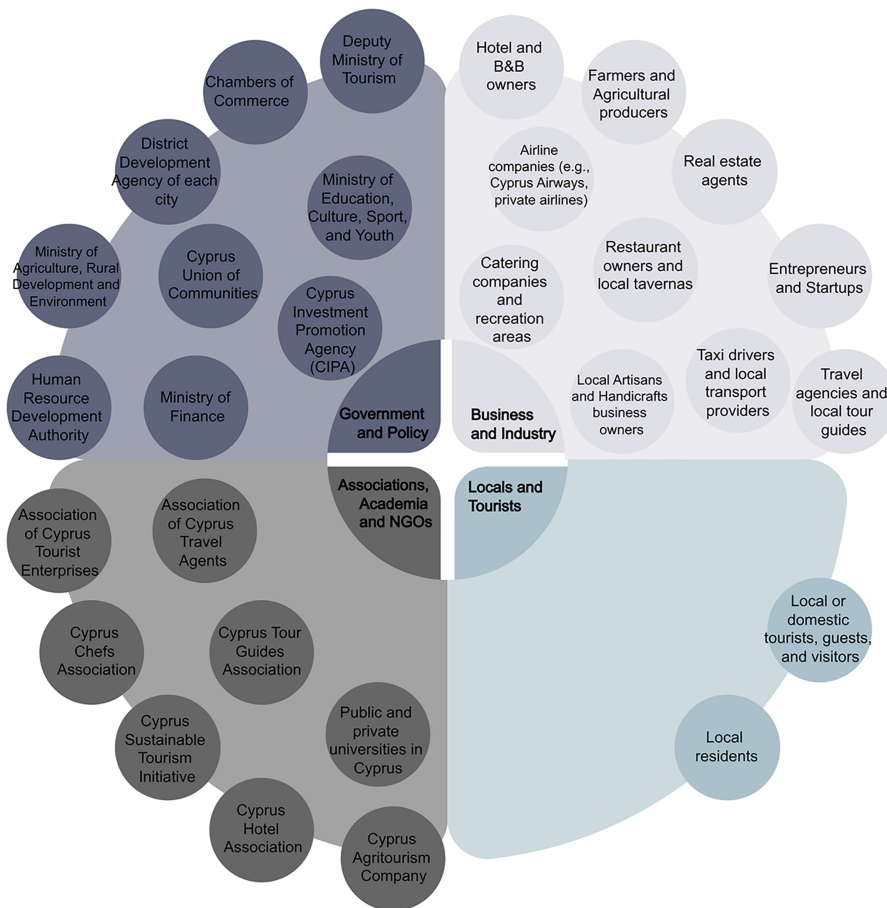 Deputy
Ministry of
Tourism
Chambers of
Commerce
District
Development
Agency of each
city
Ministry of
Education,
Culture, Sport,
and Youth
Ministry of
Agriculture, Rural
Development and
Environment
Cyprus
Union of
Communities
Cyprus
Investment
Promotion
Agency
(CIPA)
Human
Resource
Development
Authority
Ministry of
Finance
Government
and Policy
Hotel and
B&B
owners
Farmers and
Agricultural
producers
Airline
companies (e.g.,
Cyprus Airways,
private airlines)
Real estate
agents
Catering
companies
and
recreation
areas
Restaurant
owners and
local tavernas
Entrepreneurs
and Startups
Local Artisans
and Handicrafts
business
owners
Taxi drivers
and local
transport
providers
Travel
agencies and
local tour
guides
Business
and Industry
Associations,
Academia
and NGOs
Association
of Cyprus
Tourist
Enterprises
Association
of Cyprus
Travel
Agents
Cyprus
Chefs
Association
Cyprus Tour
Guides
Association
Cyprus
Sustainable
Tourism
Initiative
Public and
private
universities in
Cyprus
Cyprus
Hotel
Association
Cyprus
Agritourism
Company
Locals and
Tourists
Local or
domestic
tourists, guests,
and visitors
Local
residents